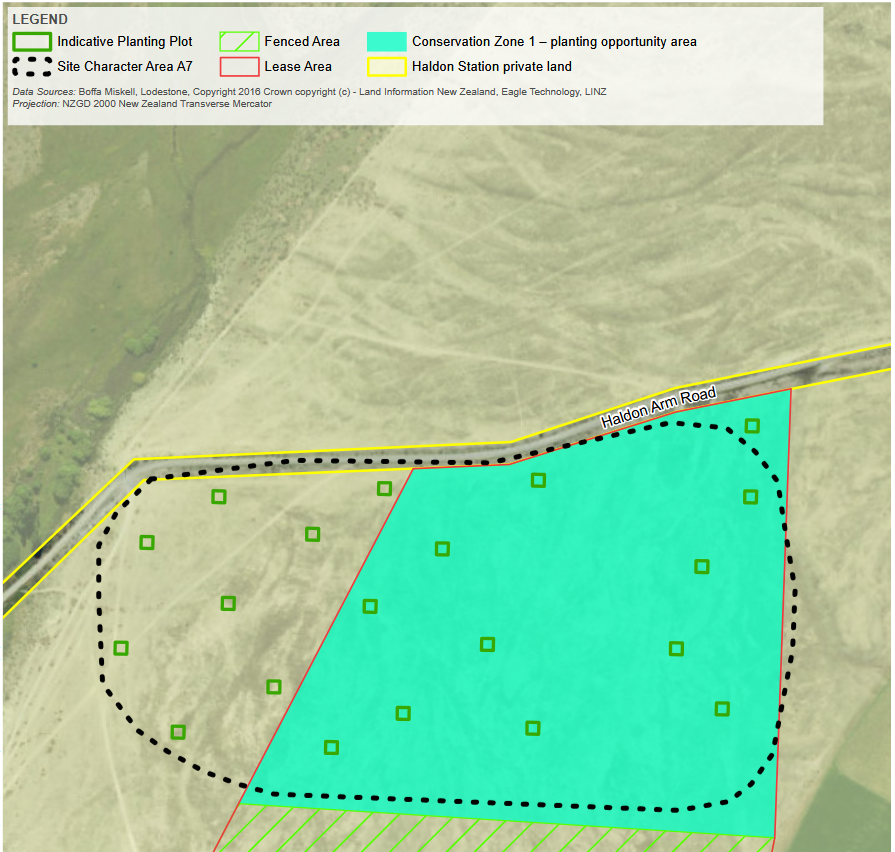 LEGEND
Indicative Planting Plot Fenced Area Conservation Zone 1 – planting opportunity area
Site Character Area A7 Lease Area Haldon Station private land
Data Sources: Boffa Miskell, Lodestone, Copyright 2016 Crown copyright (c) - Land Information New Zealand, Eagle Technology, LINZ
Projection: NZGD 2000 New Zealand Transverse Mercator
Haldon Arm Road